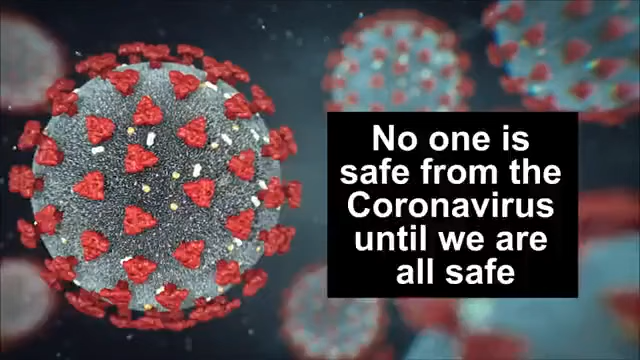 No one is
safe from the
Coronavirus
until we are
all safe